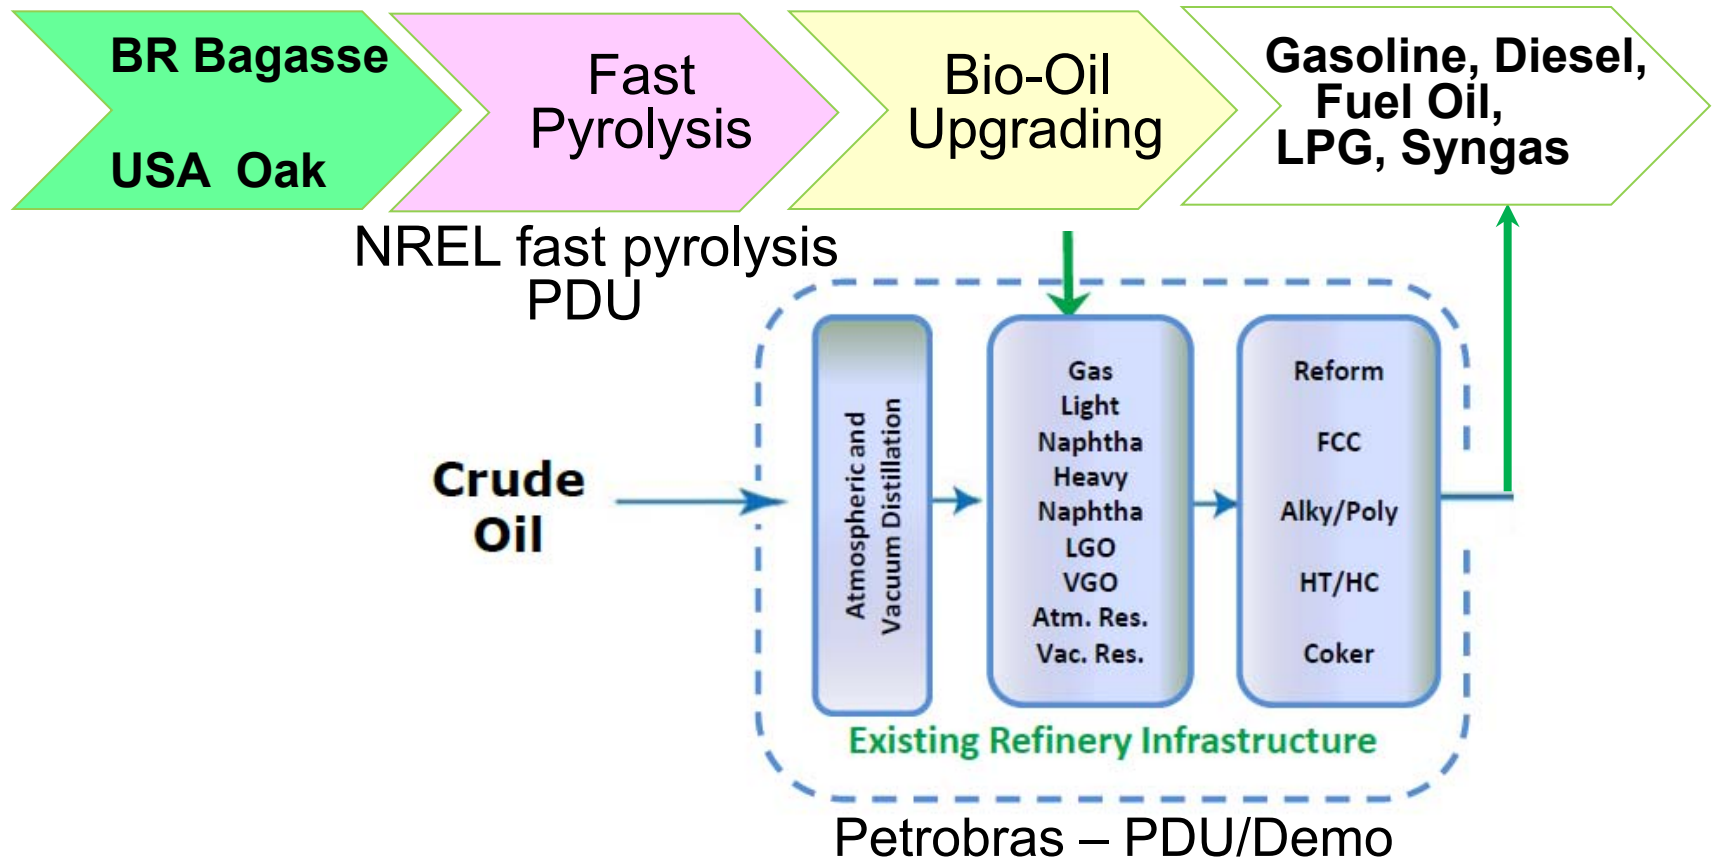 BR Bagasse
USA Oak
Fast
Pyrolysis
Bio-Oil
Upgrading
Gasoline, Diesel,
Fuel Oil,
LPG, Syngas
NREL fast pyrolysis
PDU
Crude
Oil
Atmospheric and
Vacuum Distillation
Gas
Light
Naphtha
Heavy
Naphtha
LGO
VGO
Atm. Res.
Vac. Res.
Reform
FCC
Alky/Poly
HT/HC
Coker
Existing Refinery Infrastructure
Petrobras – PDU/Demo